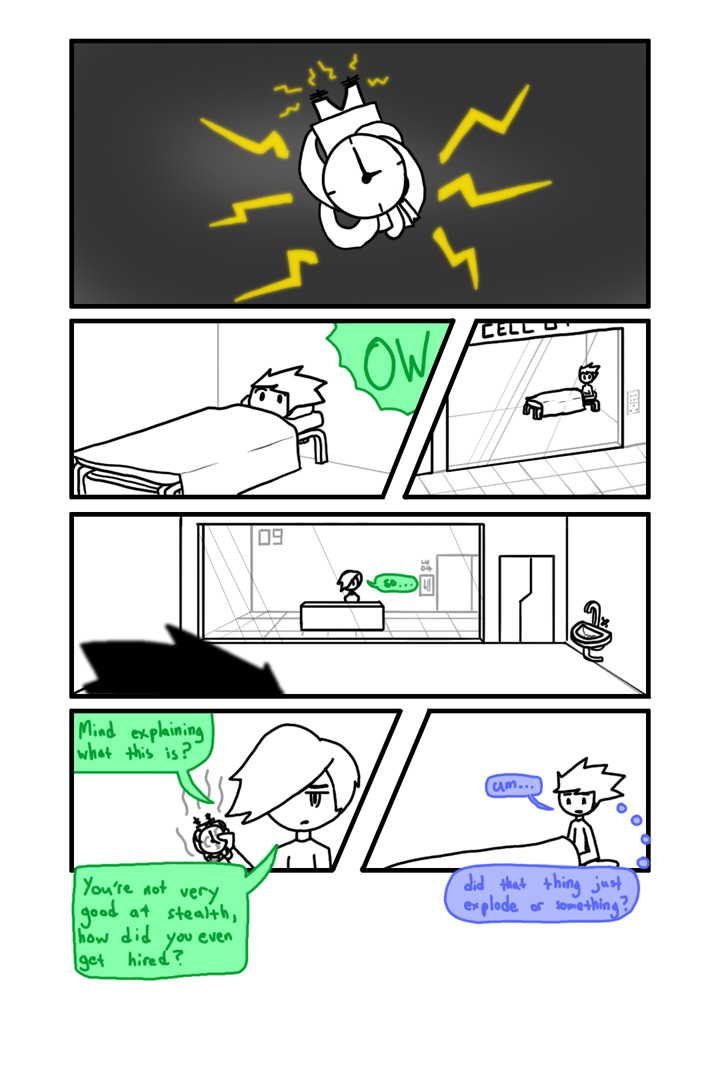 OW
CELL
09
so...
04
Mind explaining
what this is?
You're not very
good at stealth,
how did you even
get hired?
um...
did that thing just
explode or something?